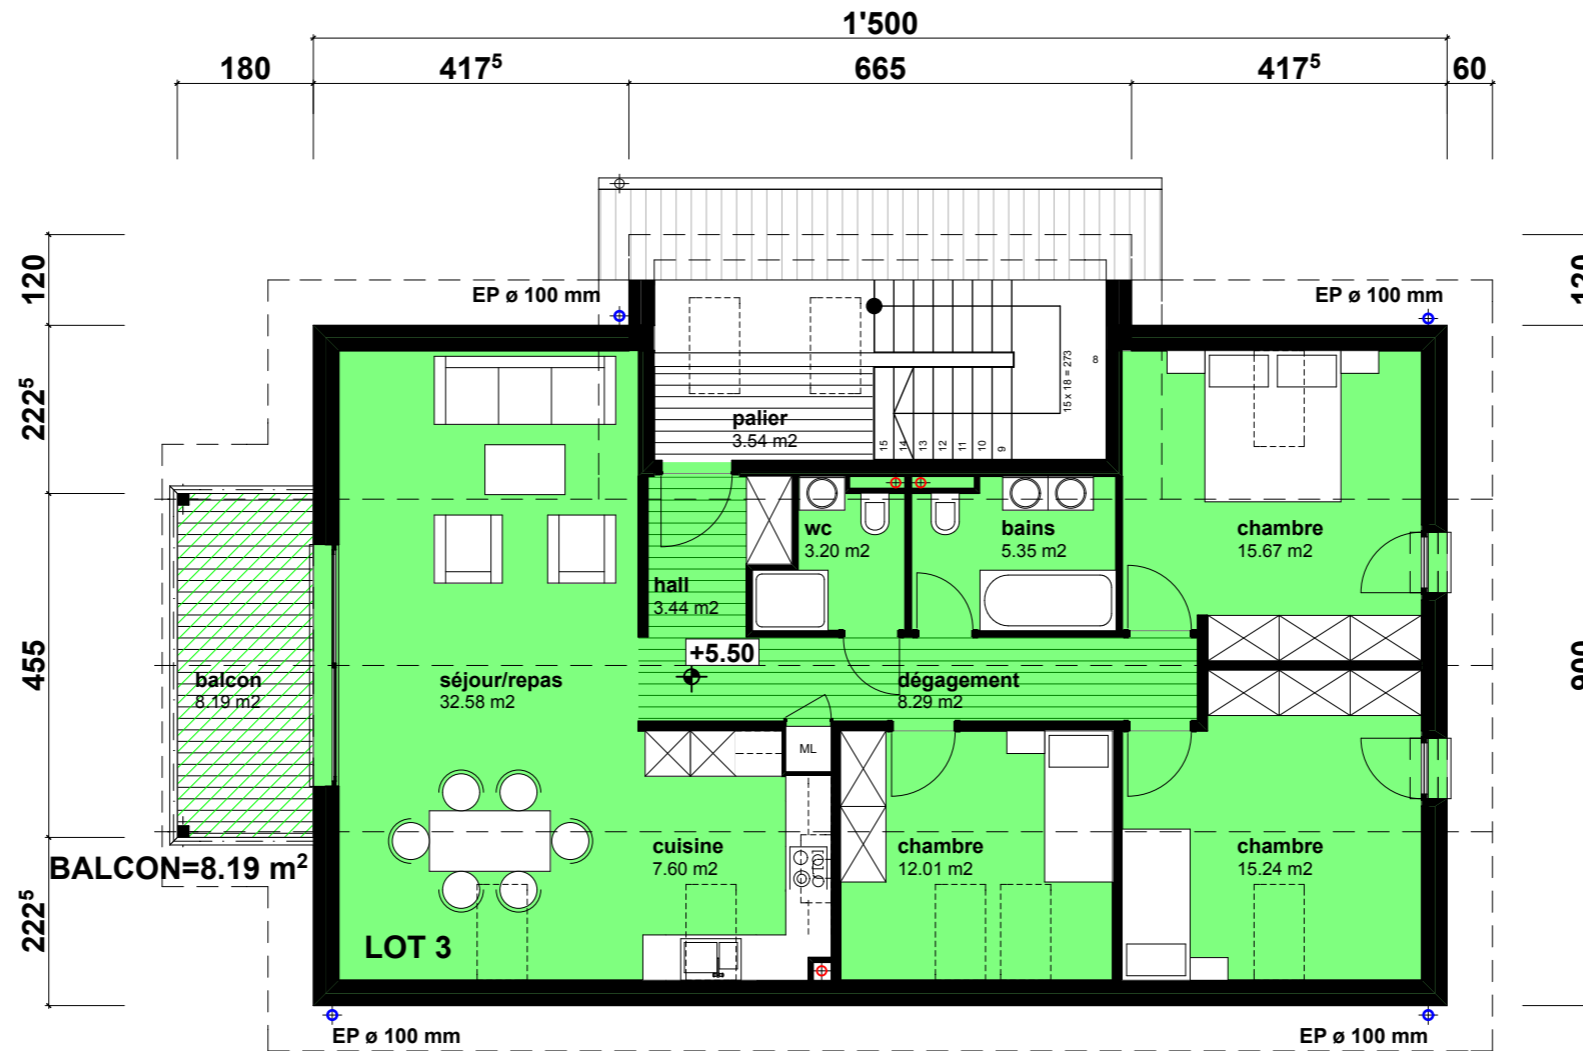 1'500
180
417⁵
665
417⁵
60
120
120
EP ø 100 mm
EP ø 100 mm
222⁵
15 x 18 = 273
8
palier
3.54 m2
15
14
13
12
11
10
9
wc
3.20 m2
bains
5.35 m2
chambre
15.67 m2
hall
3.44 m2
+5.50
455
900
balcon
8.19 m2
séjour/repas
32.58 m2
dégagement
8.29 m2
ML
cuisine
7.60 m2
chambre
12.01 m2
chambre
15.24 m2
BALCON=8.19 m²
222⁵
LOT 3
EP ø 100 mm
EP ø 100 mm